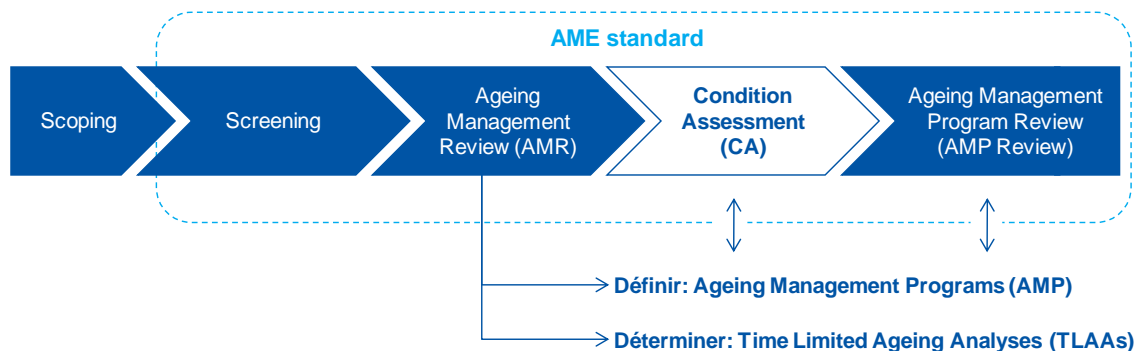 AME standard
Scoping
Screening
Ageing
Management
Review (AMR)
Condition
Assessment
(CA)
Ageing Management
Program Review
(AMP Review)
Définir: Ageing Management Programs (AMP)
Déterminer: Time Limited Ageing Analyses (TLAAs)